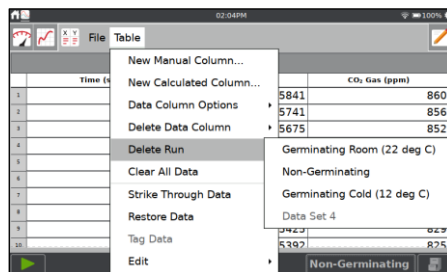 02:04PM
100%
X Y
File Table
New Manual Column...
New Calculated Column...
Data Column Options
Delete Data Column
Delete Run
Clear All Data
Strike Through Data
Restore Data
Tag Data
Edit
Germinating Room (22 deg C)
Non-Germinating
Germinating Cold (12 deg C)
Data Set 4
Time (s
CO₂ Gas (ppm)
1 5841 860
2 5741 856
3 5675 852
4
5
6
7
8
9 5425 829
10 5392 825
Non-Germinating